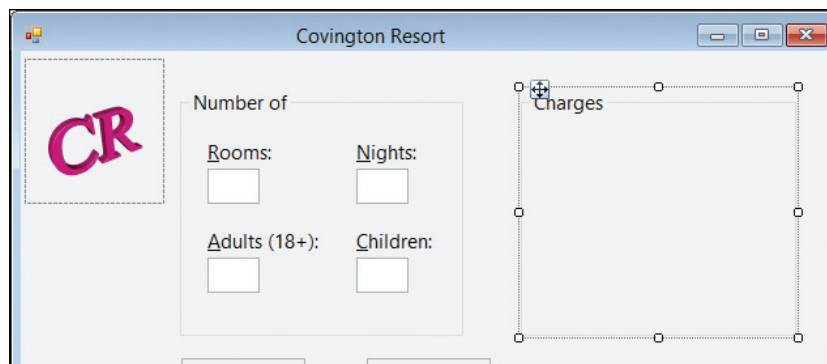 Covington Resort
CR
Number of
Charges
Rooms:
Nights:
Adults (18+):
Children: